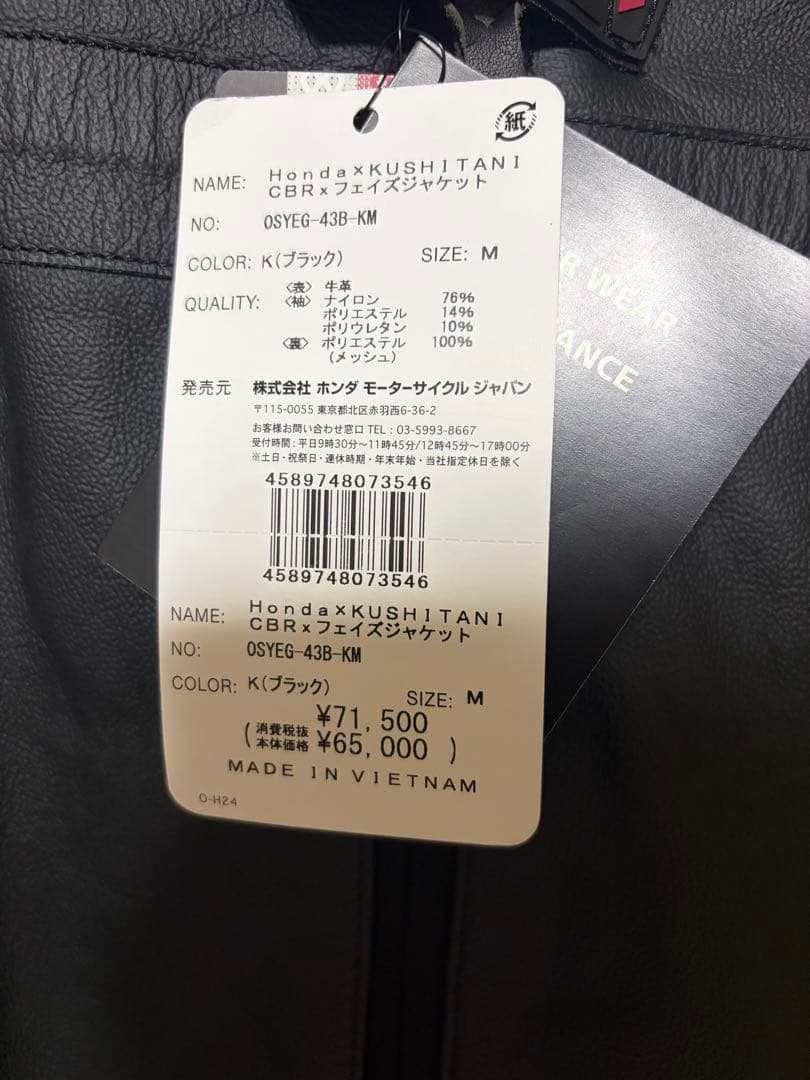 紙
NAME: Honda×KUSHITANI
CBR×フェイズジャケット
NO: 0SYEG-43B-KM
COLOR: K(ブラック) SIZE: M
QUALITY: 〈表〉 牛革
〈袖〉 ナイロン 76%
ポリエステル 14%
ポリウレタン 10%
〈裏〉 ポリエステル 100%
(メッシュ)
発売元 株式会社 ホンダ モーターサイクル ジャパン
〒115-0055 東京都北区赤羽西6-36-2
お客様お問い合わせ窓口 TEL : 03-5993-8667
受付時間 : 平日9時30分～11時45分/12時45分～17時00分
※土日・祝祭日・連休時期・年末年始・当社指定休日を除く
4589748073546
4589748073546
NAME: Honda×KUSHITANI
CBR×フェイズジャケット
NO: 0SYEG-43B-KM
COLOR: K(ブラック) SIZE: M
¥71,500
(消費税抜
本体価格 ¥65,000 )
MADE IN VIETNAM
O-H24
WEAR